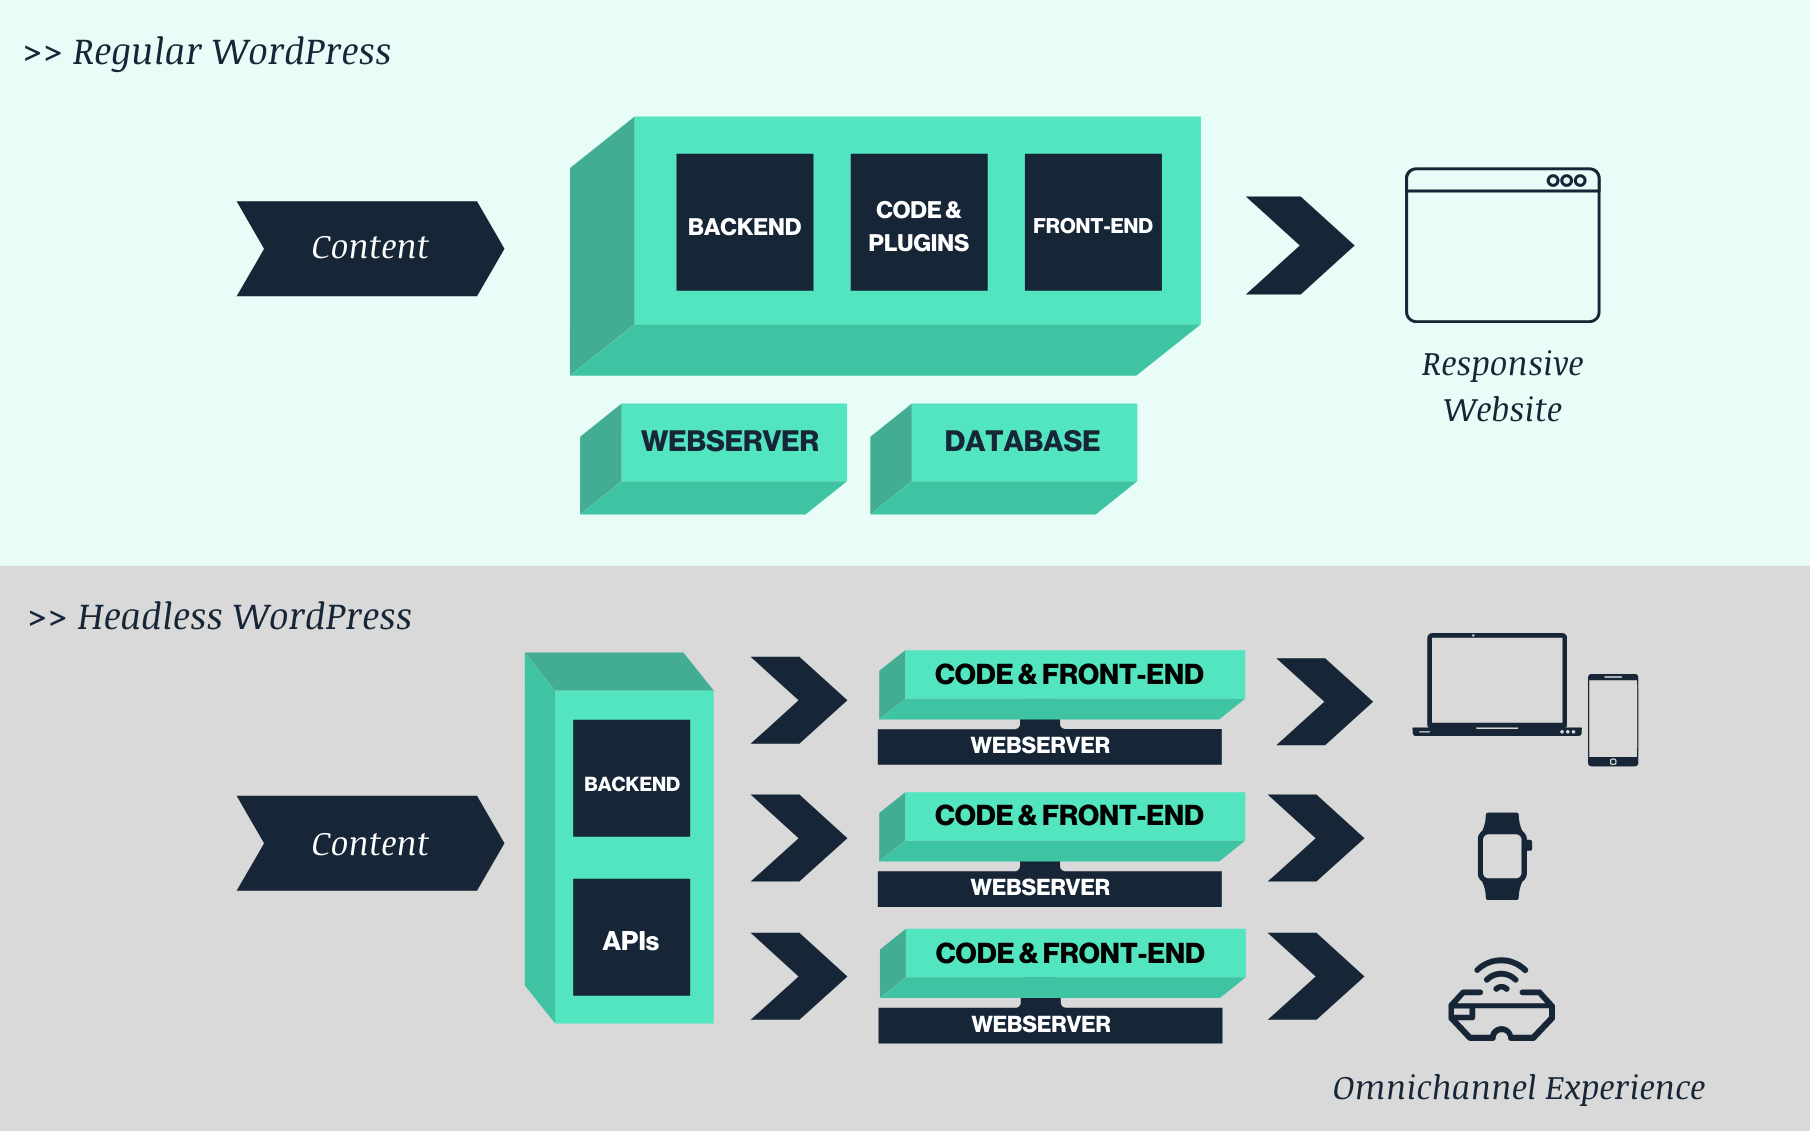 >> Regular WordPress
Content
BACKEND
CODE &
PLUGINS
FRONT-END
Responsive
Website
WEBSERVER
DATABASE
>> Headless WordPress
Content
BACKEND
APIs
CODE & FRONT-END
WEBSERVER
CODE & FRONT-END
WEBSERVER
CODE & FRONT-END
WEBSERVER
Omnichannel Experience